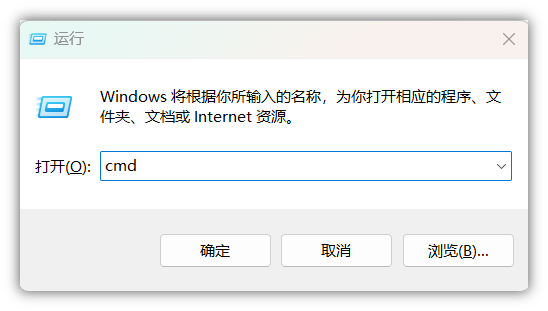 运行
Windows 将根据你所输入的名称，为你打开相应的程序、文
件夹、文档或 Internet 资源。
打开(O): cmd
确定 取消 浏览(B)...